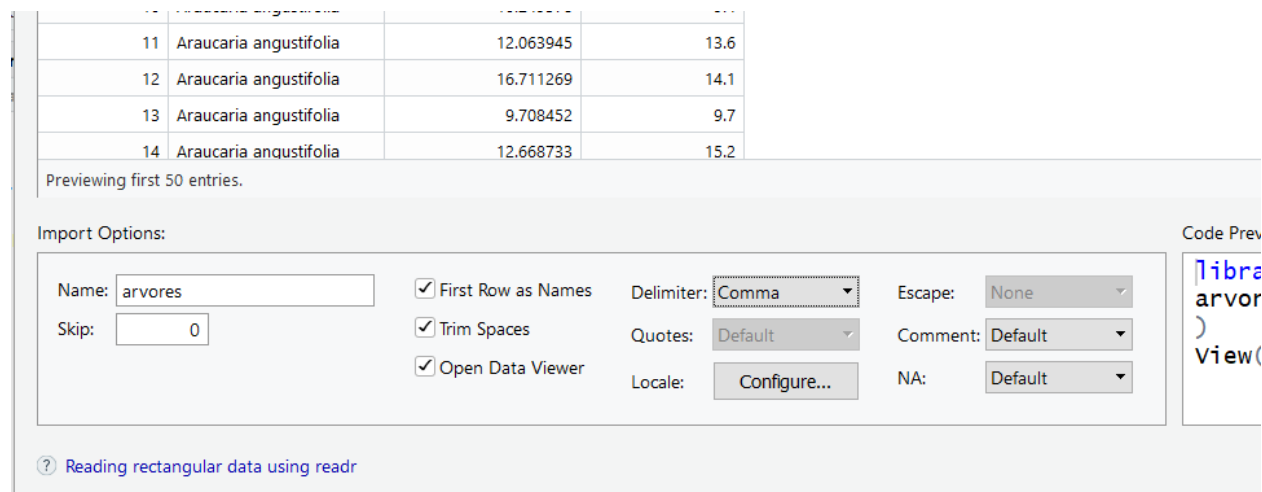 11 Araucaria angustifolia 12.063945 13.6
12 Araucaria angustifolia 16.711269 14.1
13 Araucaria angustifolia 9.708452 9.7
14 Araucaria angustifolia 12.668733 15.2
Previewing first 50 entries.
Import Options:
Code Prev
Name: arvores
First Row as Names
Delimiter: Comma
Escape: None
Skip: 0
Trim Spaces
Quotes: Default
Comment: Default
Open Data Viewer
Locale: Configure...
NA: Default
libra
arvor
)
View(
? Reading rectangular data using readr